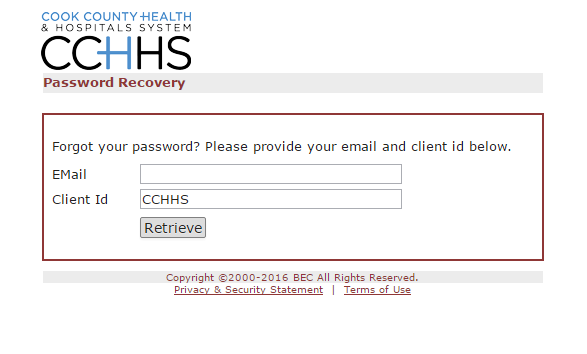 COOK COUNTY HEALTH
& HOSPITALS SYSTEM
CCHHS
Password Recovery
Forgot your password? Please provide your email and client id below.
EMail
Client Id CCHHS
Retrieve
Copyright ©2000-2016 BEC All Rights Reserved.
Privacy & Security Statement | Terms of Use